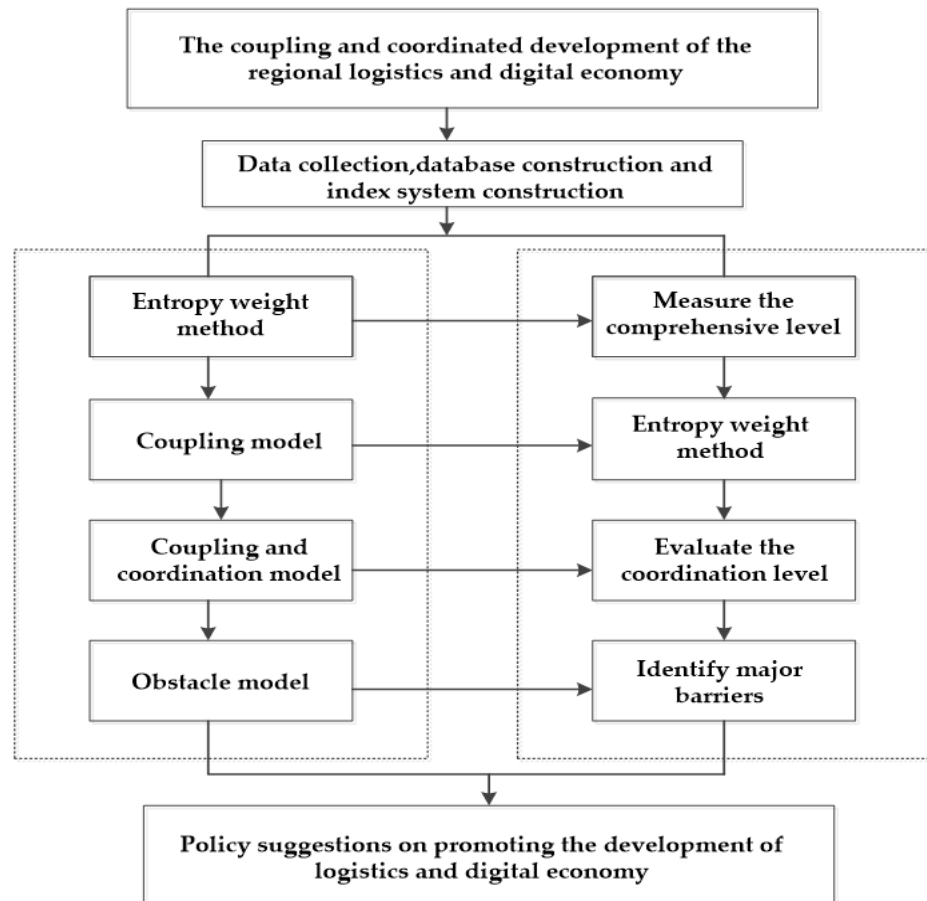 The coupling and coordinated development of the
regional logistics and digital economy
Data collection,database construction and
index system construction
Entropy weight
method
Measure the
comprehensive level
Coupling model
Entropy weight
method
Coupling and
coordination model
Evaluate the
coordination level
Obstacle model
Identify major
barriers
Policy suggestions on promoting the development of
logistics and digital economy